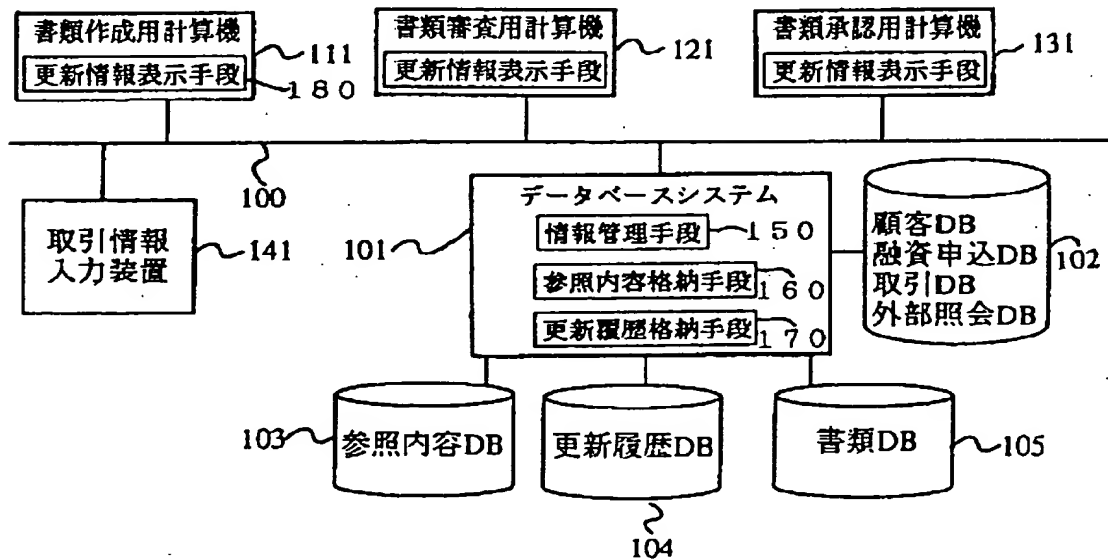 書類作成用計算機
更新情報表示手段
111
180
書類審査用計算機
更新情報表示手段
121
書類承認用計算機
更新情報表示手段
131
100
取引情報
入力装置
141
データベースシステム
101
情報管理手段
150
参照内容格納手段
160
更新履歴格納手段
170
顧客DB
融資申込DB
取引DB
外部照会DB
102
103
参照内容DB
更新履歴DB
104
書類DB
105